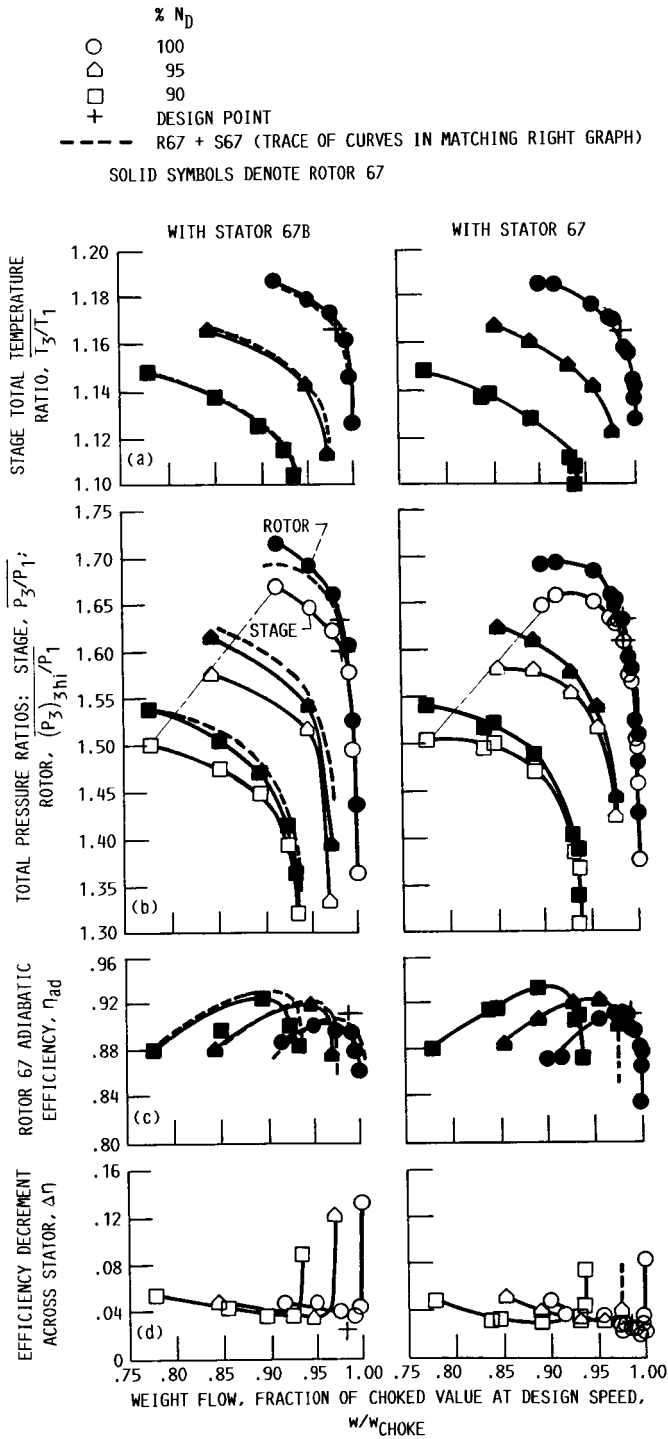 % N_D
100
95
90
DESIGN POINT
R67 + S67 (TRACE OF CURVES IN MATCHING RIGHT GRAPH)
SOLID SYMBOLS DENOTE ROTOR 67
WITH STATOR 67B
WITH STATOR 67
STAGE TOTAL TEMPERATURE
RATIO, T3/T1
1.20
1.18
1.16
1.14
1.12
1.10
(a)
TOTAL PRESSURE RATIOS: STAGE, P3/P1;
ROTOR, (P3)3hi/P1
1.75
1.70
1.65
1.60
1.55
1.50
1.45
1.40
1.35
1.30
ROTOR
STAGE
(b)
ROTOR 67 ADIABATIC
EFFICIENCY, ηad
.96
.92
.88
.84
.80
(c)
EFFICIENCY DECREMENT
ACROSS STATOR, Δη
.16
.12
.08
.04
0
(d)
.75 .80 .85 .90 .95 1.00 .75 .80 .85 .90 .95 1.00
WEIGHT FLOW, FRACTION OF CHOKED VALUE AT DESIGN SPEED,
w/wCHOKE